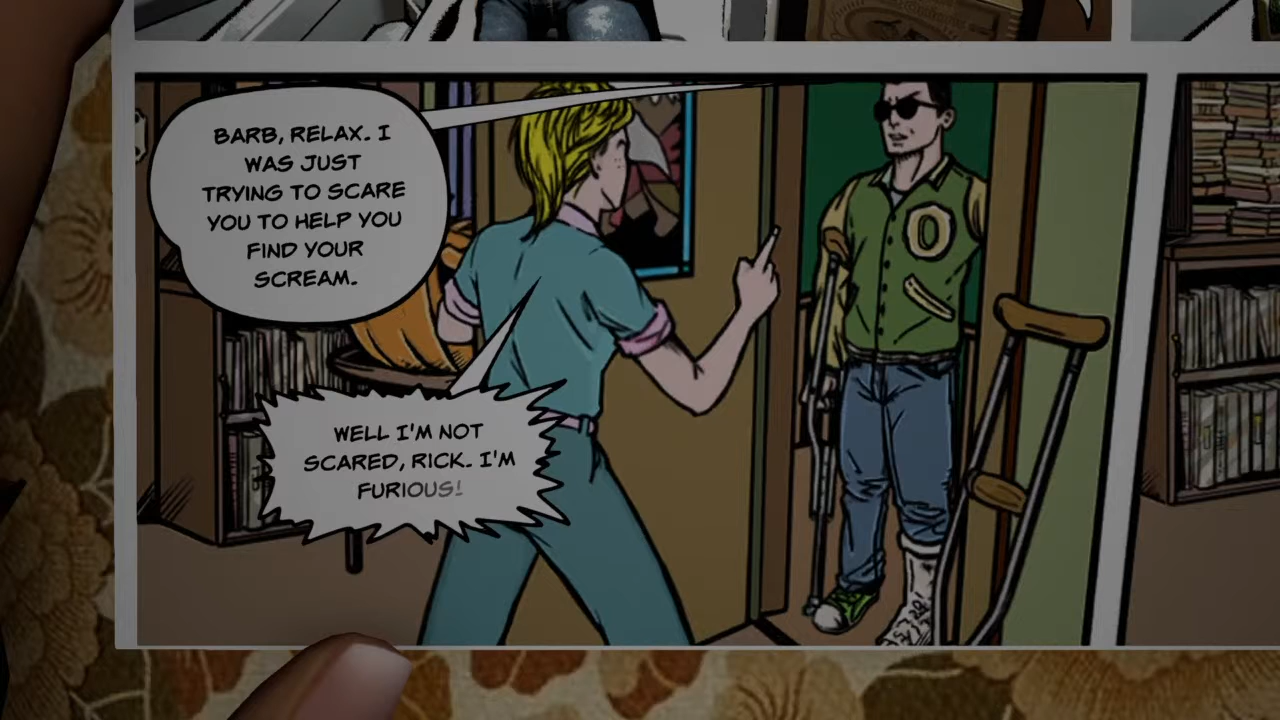 BARB, RELAX. I
WAS JUST
TRYING TO SCARE
YOU TO HELP YOU
FIND YOUR
SCREAM.
O
WELL I'M NOT
SCARED, RICK. I'M
FURIOUS!